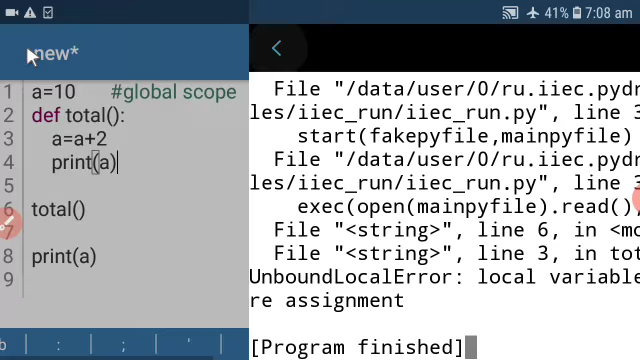 41% 7:08 am
new*
1 a=10 #global scope
2 def total():
3 a=a+2
4 print(a)
5
6 total()
7
8 print(a)
9
b : ; '
File "/data/user/0/ru.iiec.pydr
les/iiec_run/iiec_run.py", line 3
start(fakepyfile,mainpyfile)
File "/data/user/0/ru.iiec.pydr
les/iiec_run/iiec_run.py", line 3
exec(open(mainpyfile).read(),
File "<string>", line 6, in <mo
File "<string>", line 3, in tot
UnboundLocalError: local variable
re assignment
[Program finished]